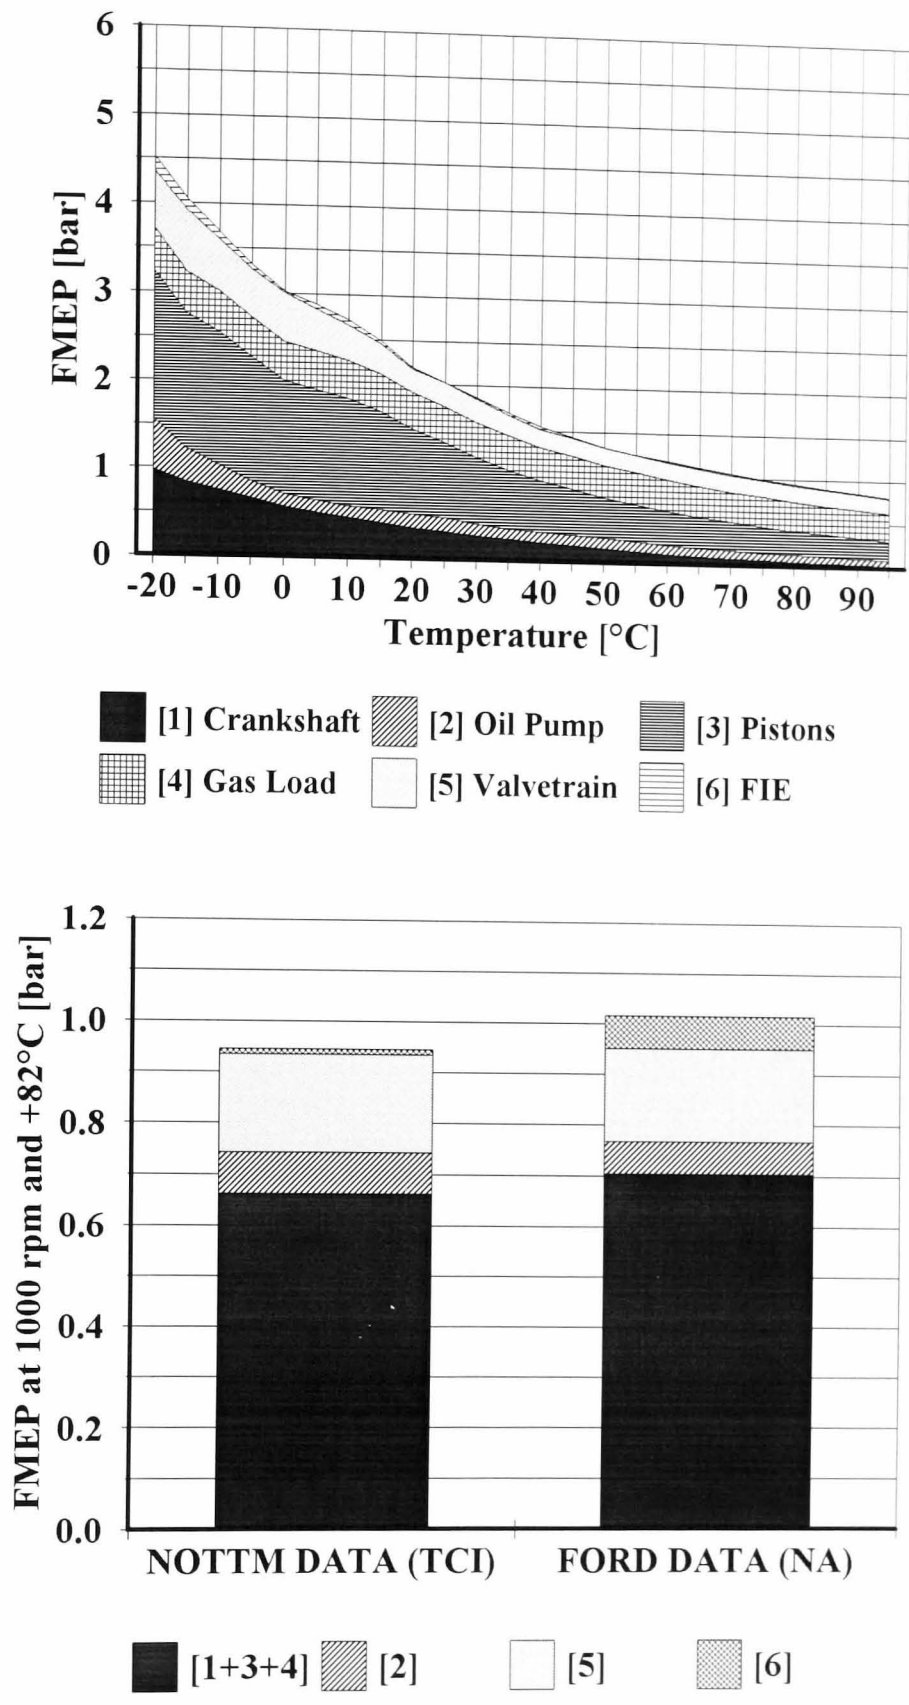 6
5
4
3
2
1
0
FMEP [bar]
-20 -10 0 10 20 30 40 50 60 70 80 90
Temperature [°C]
[1] Crankshaft [2] Oil Pump [3] Pistons
[4] Gas Load [5] Valvetrain [6] FIE
1.2
1.0
0.8
0.6
0.4
0.2
0.0
FMEP at 1000 rpm and +82°C [bar]
NOTTM DATA (TCI) FORD DATA (NA)
[1+3+4] [2] [5] [6]